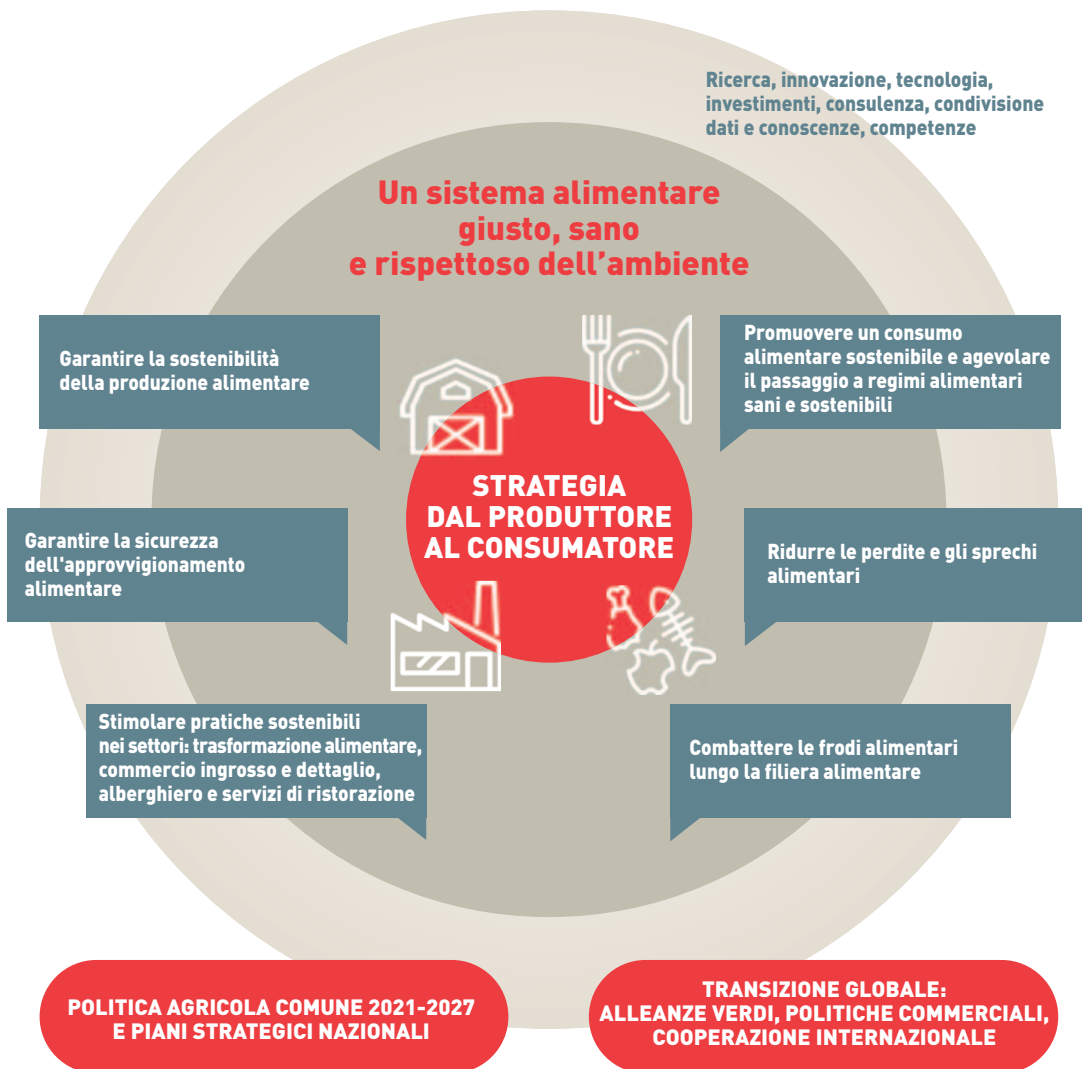 Ricerca, innovazione, tecnologia,
investimenti, consulenza, condivisione
dati e conoscenze, competenze
Un sistema alimentare
giusto, sano
e rispettoso dell’ambiente
Garantire la sostenibilità
della produzione alimentare
Promuovere un consumo
alimentare sostenibile e agevolare
il passaggio a regimi alimentari
sani e sostenibili
STRATEGIA
DAL PRODUTTORE
AL CONSUMATORE
Garantire la sicurezza
dell'approvvigionamento
alimentare
Ridurre le perdite e gli sprechi
alimentari
Stimolare pratiche sostenibili
nei settori: trasformazione alimentare,
commercio ingrosso e dettaglio,
alberghiero e servizi di ristorazione
Combattere le frodi alimentari
lungo la filiera alimentare
POLITICA AGRICOLA COMUNE 2021-2027
E PIANI STRATEGICI NAZIONALI
TRANSIZIONE GLOBALE:
ALLEANZE VERDI, POLITICHE COMMERCIALI,
COOPERAZIONE INTERNAZIONALE